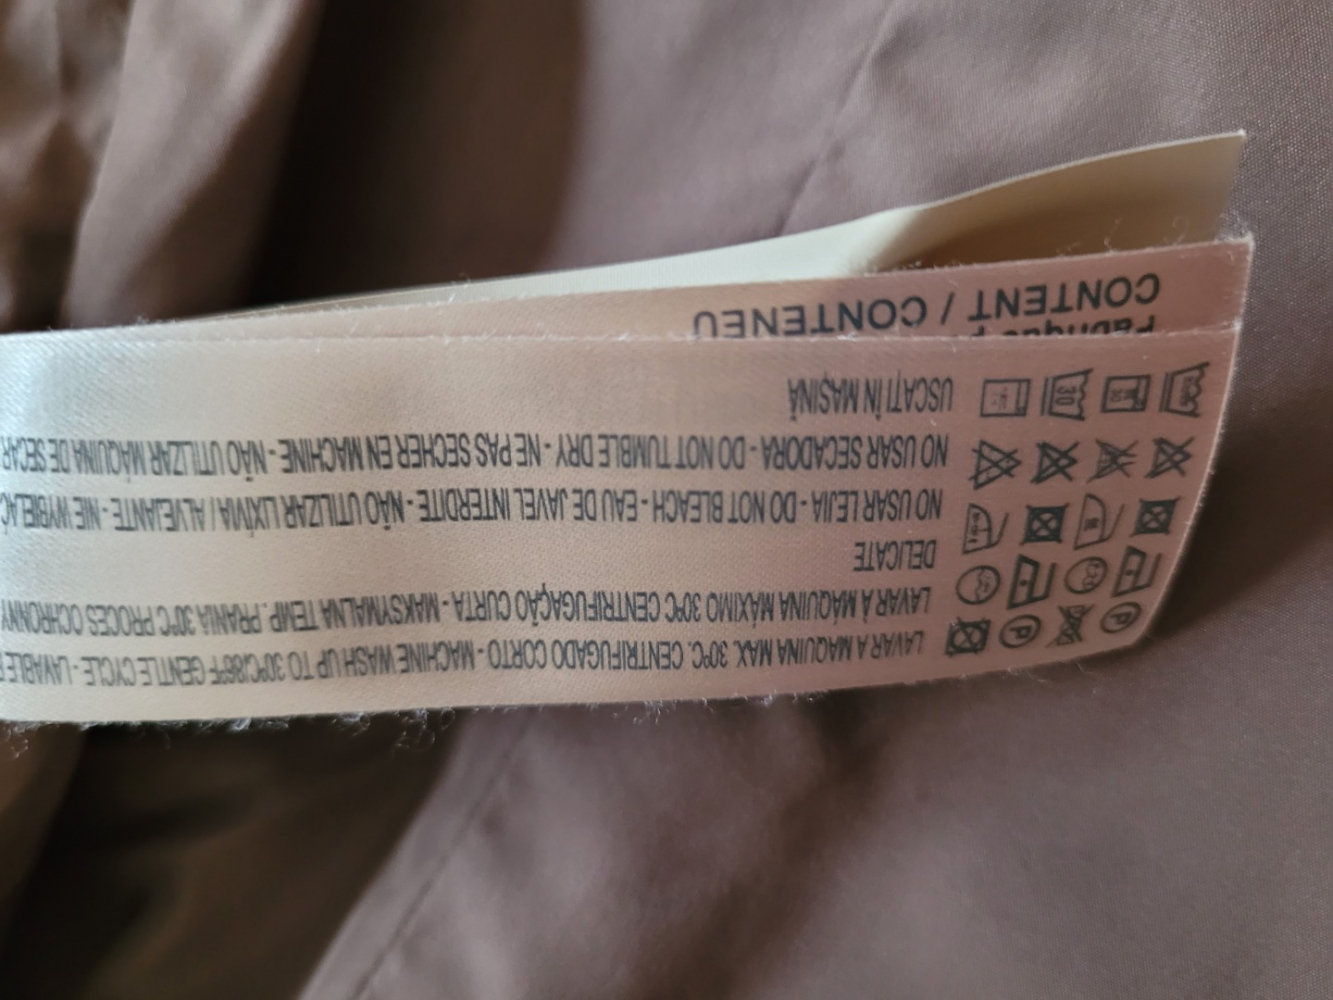 LAVAR A MAQUINA MAX. 30ºC. CENTRIFUGADO CORTO - MACHINE WASH UP TO 30ºC/86ºF GENTLE CYCLE - LAVABLE
LAVAR À MÁQUINA MÁXIMO 30ºC CENTRIFUGAÇÃO CURTA - MAKSYMALNA TEMP. PRANIA 30ºC PROCES OCHRONNY
DELICATE
NO USAR LEJIA - DO NOT BLEACH - EAU DE JAVEL INTERDITE - NÃO UTILIZAR LIXÍVIA / ALVEJANTE - NIE
NO USAR SECADORA - DO NOT TUMBLE DRY - NE PAS SECHER EN MACHINE - NÃO UTILIZAR MÁQUINA DE SECAR
USCAŢI ÎN MAŞINĂ
P P
30
CONTENT / CONTENEU